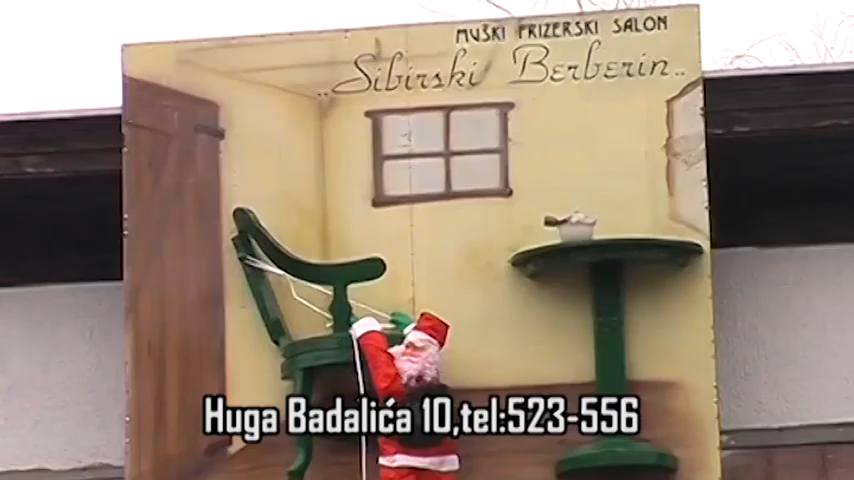 MUŠKI FRIZERSKI SALON
..Sibirski Berberin..
Huga Badalića 10,tel:523-556